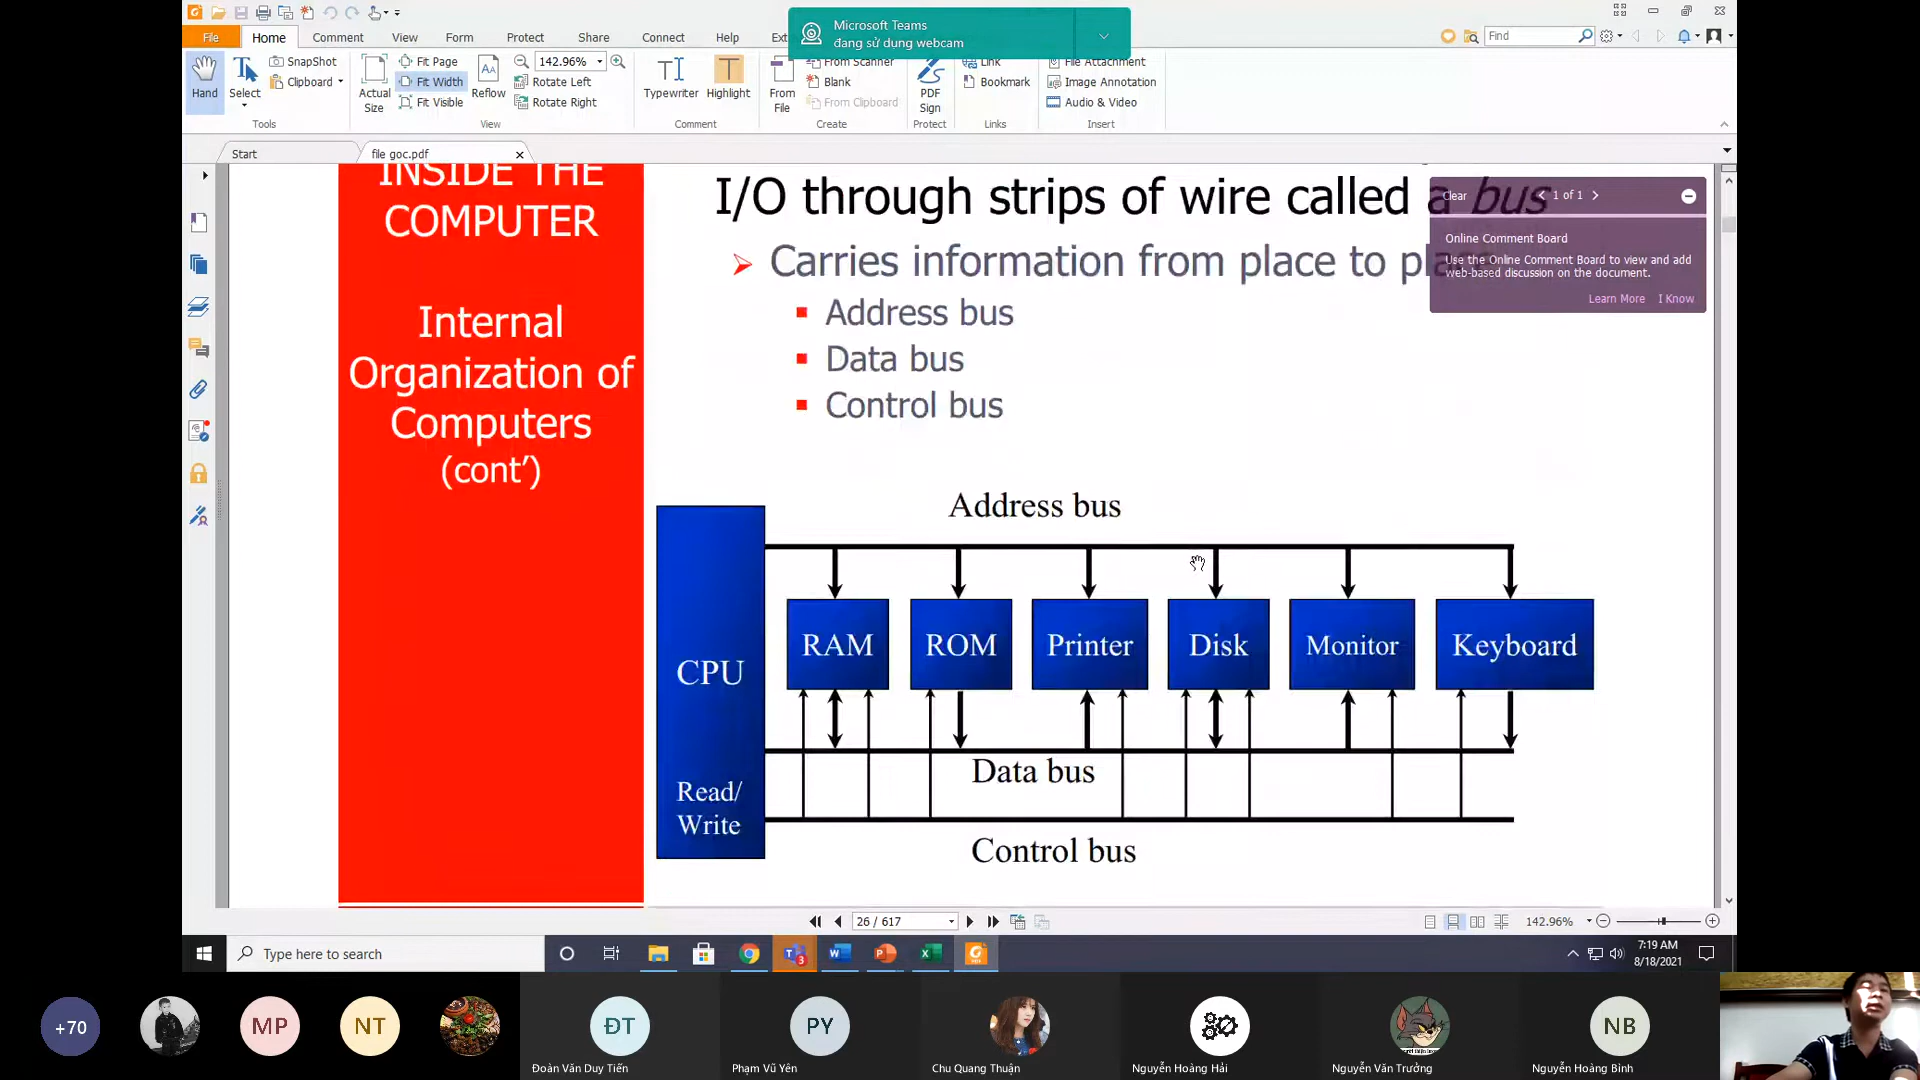 Microsoft Teams
đang sử dụng webcam
File
Home
Comment
View
Form
Protect
Share
Connect
Help
Find
Hand
Select
SnapShot
Clipboard
Tools
Actual
Size
Fit Page
Fit Width
Fit Visible
Reflow
142.96%
Rotate Left
Rotate Right
View
Typewriter
Highlight
Comment
From
File
From Scanner
Blank
From Clipboard
Create
PDF
Sign
Protect
Link
Bookmark
Links
File Attachment
Image Annotation
Audio & Video
Insert
Start
file goc.pdf
INSIDE THE
COMPUTER
Internal
Organization of
Computers
(cont’)
I/O through strips of wire called a bus
Carries information from place to
Address bus
Data bus
Control bus
Clear
1 of 1
Online Comment Board
Use the Online Comment Board to view and add
web-based discussion on the document.
Learn More
I Know
Address bus
CPU
Read/
Write
RAM
ROM
Printer
Disk
Monitor
Keyboard
Data bus
Control bus
26 / 617
142.96%
Type here to search
3
7:19 AM
8/18/2021
+70
MP
NT
ĐT
Đoàn Văn Duy Tiến
PY
Phạm Vũ Yên
Chu Quang Thuận
Nguyễn Hoàng Hải
Nguyễn Văn Trưởng
NB
Nguyễn Hoàng Bình